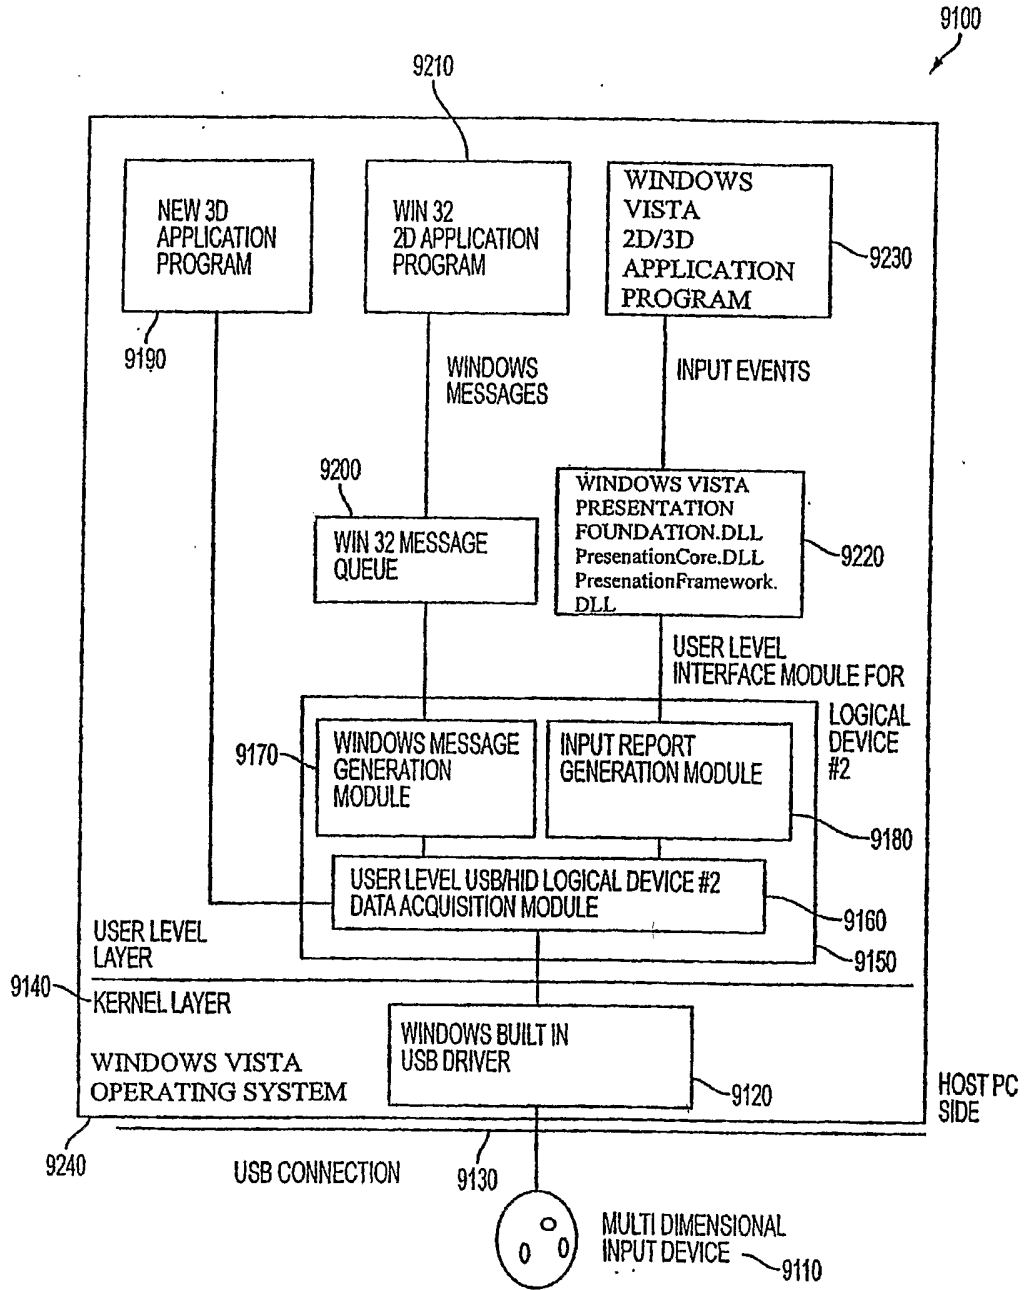 9100
9210
NEW 3D
APPLICATION
PROGRAM
WIN 32
2D APPLICATION
PROGRAM
WINDOWS
VISTA
2D/3D
APPLICATION
PROGRAM
9230
9190
WINDOWS
MESSAGES
INPUT EVENTS
9200
WIN 32 MESSAGE
QUEUE
WINDOWS VISTA
PRESENTATION
FOUNDATION.DLL
PresenationCore.DLL
PresenationFramework.
DLL
9220
USER LEVEL
INTERFACE MODULE FOR
LOGICAL
DEVICE
#2
9170
WINDOWS MESSAGE
GENERATION
MODULE
INPUT REPORT
GENERATION MODULE
9180
USER LEVEL USB/HID LOGICAL DEVICE #2
DATA ACQUISITION MODULE
9160
9150
USER LEVEL
LAYER
9140
KERNEL LAYER
WINDOWS BUILT IN
USB DRIVER
9120
WINDOWS VISTA
OPERATING SYSTEM
HOST PC
SIDE
9240
USB CONNECTION
9130
MULTI DIMENSIONAL
INPUT DEVICE
9110